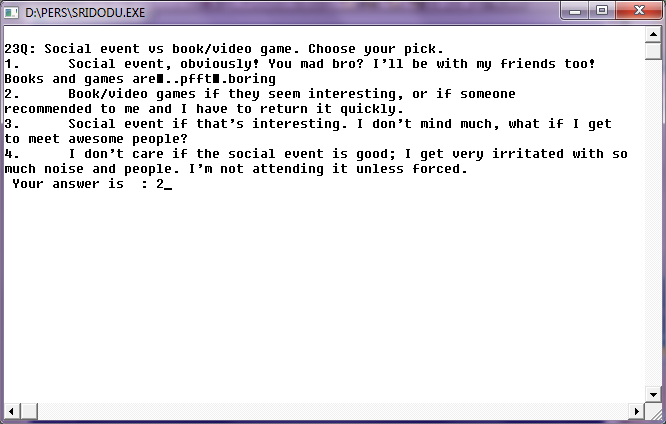 D:\PERS\SRIDODU.EXE
23Q: Social event vs book/video game. Choose your pick.
1. Social event, obviously! You mad bro? I'll be with my friends too!
Books and games are■..pfft■.boring
2. Book/video games if they seem interesting, or if someone
recommended to me and I have to return it quickly.
3. Social event if that's interesting. I don't mind much, what if I get
to meet awesome people?
4. I don't care if the social event is good; I get very irritated with so
much noise and people. I'm not attending it unless forced.
Your answer is : 2_